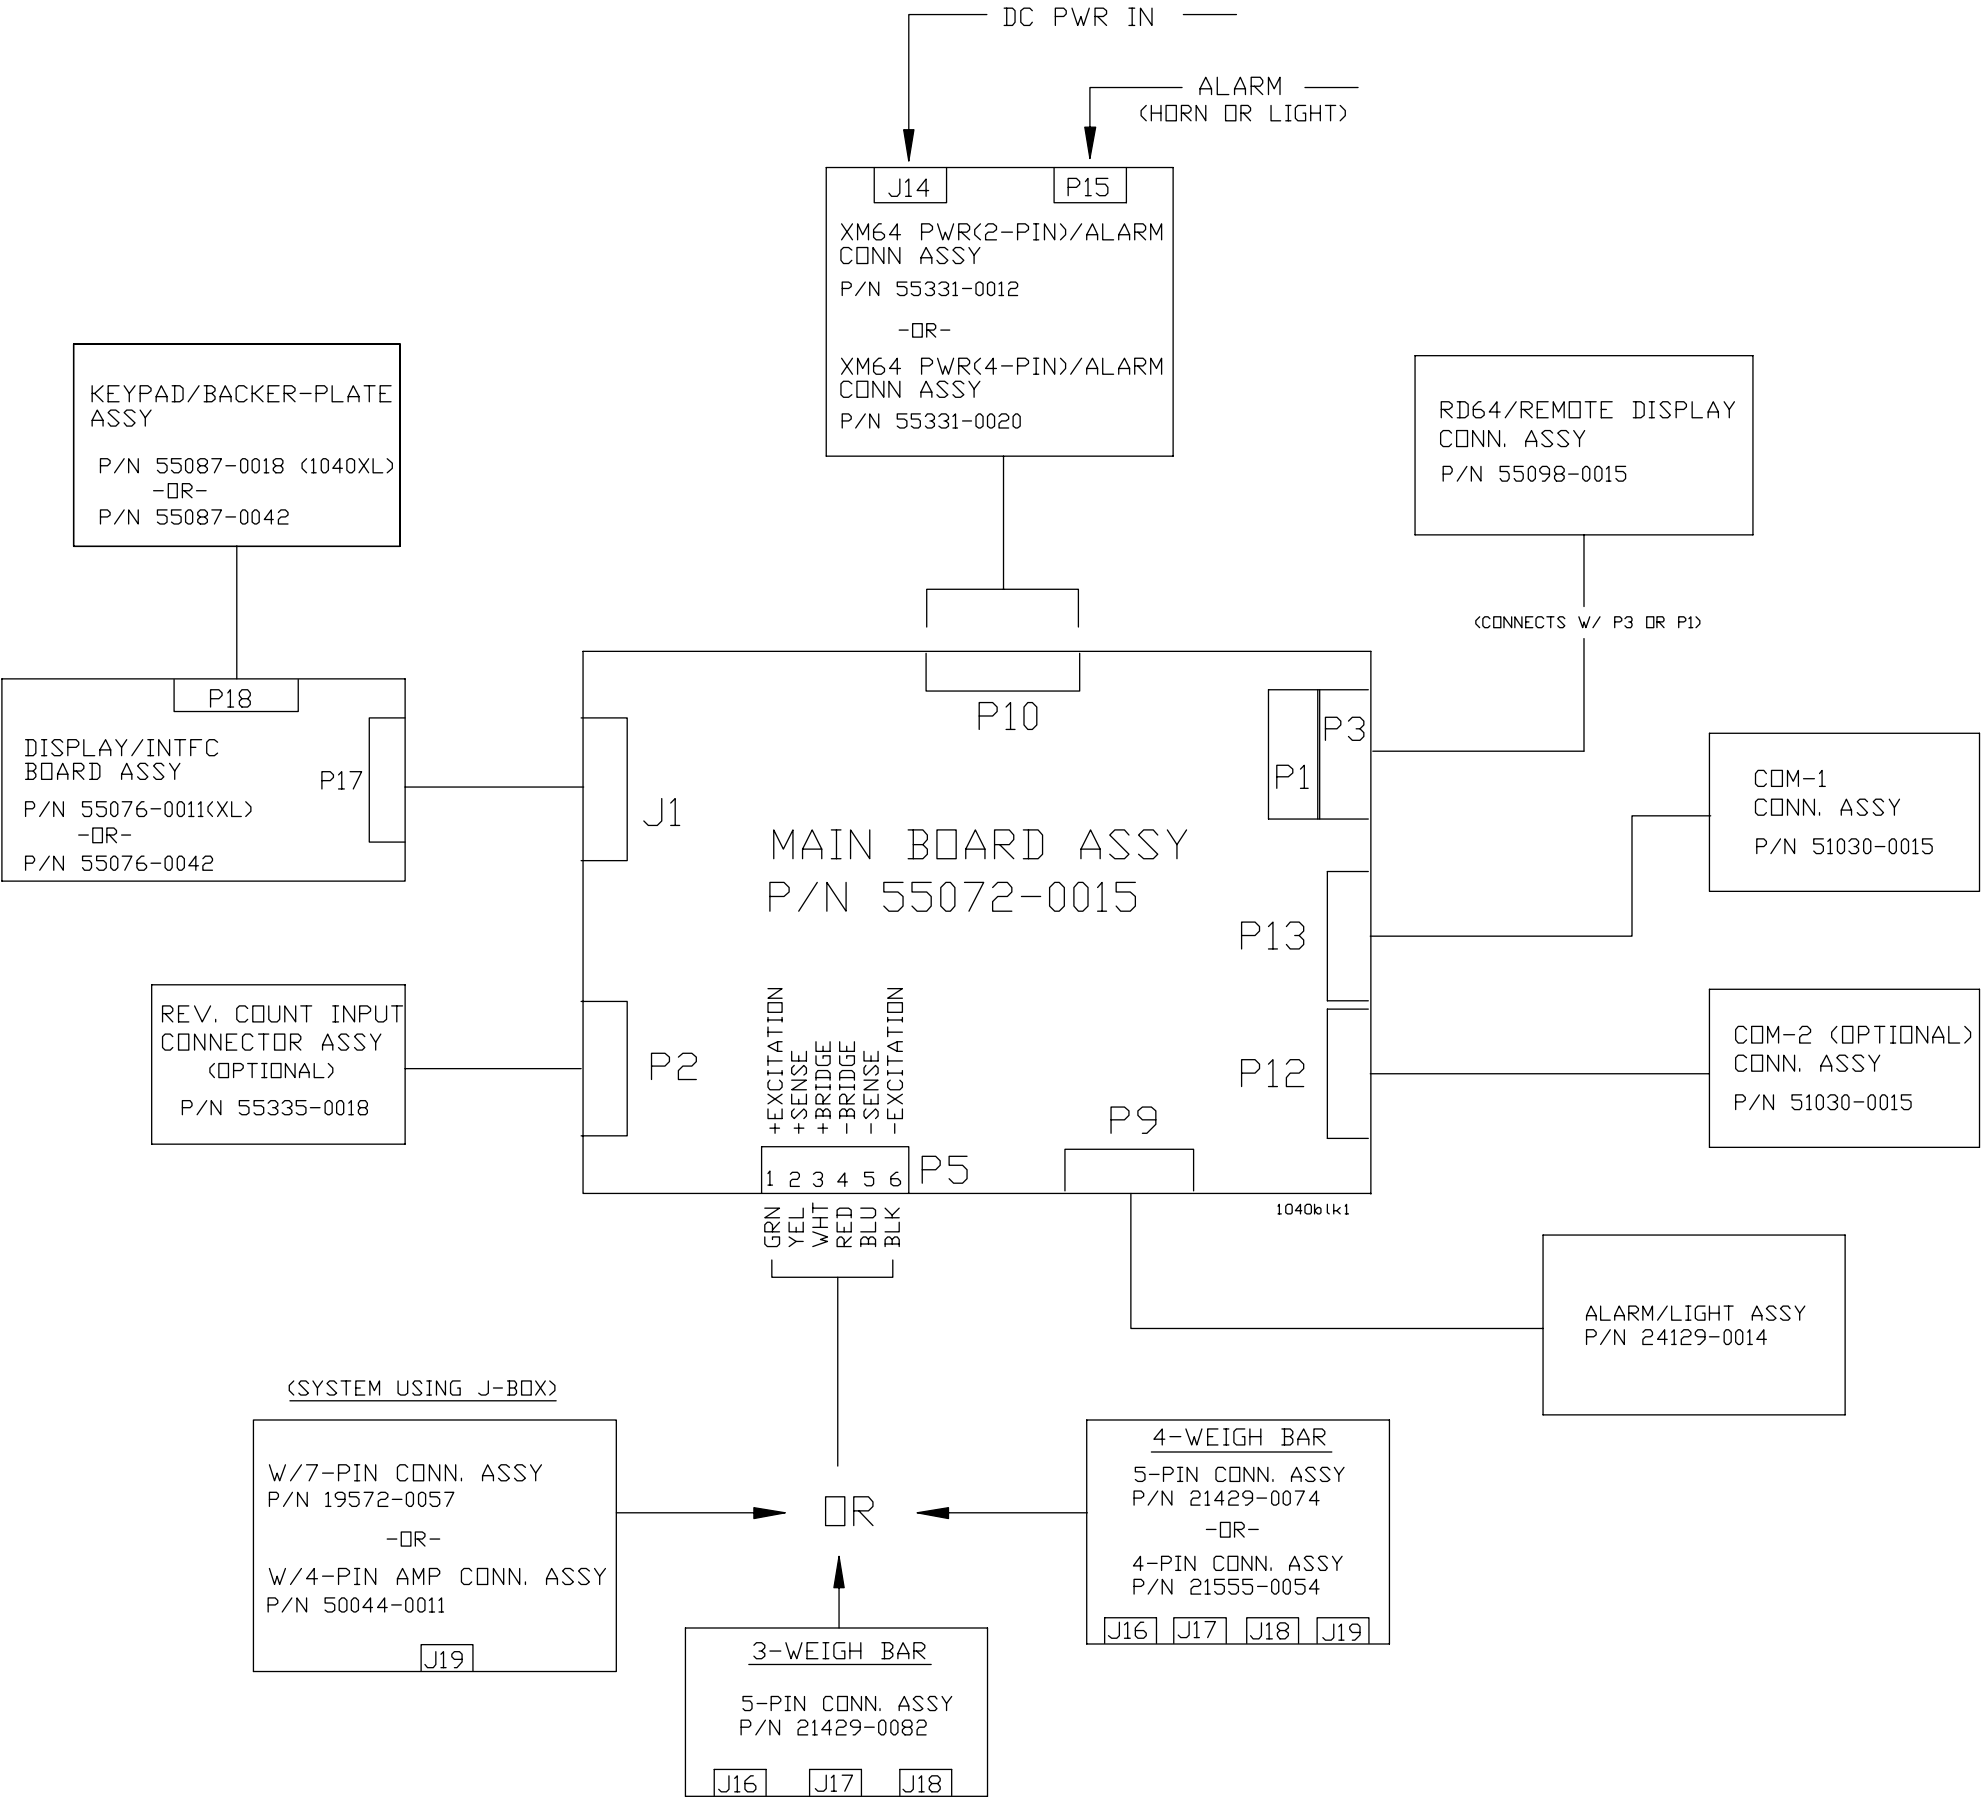 DC PWR IN
ALARM
(HORN OR LIGHT)
J14
P15
XM64 PWR(2-PIN)/ALARM
CONN ASSY
P/N 55331-0012
-OR-
XM64 PWR(4-PIN)/ALARM
CONN ASSY
P/N 55331-0020
KEYPAD/BACKER-PLATE
ASSY
P/N 55087-0018 (1040XL)
-OR-
P/N 55087-0042
RD64/REMOTE DISPLAY
CONN. ASSY
P/N 55098-0015
(CONNECTS W/ P3 OR P1)
P18
DISPLAY/INTFC
BOARD ASSY
P/N 55076-0011(XL)
-OR-
P/N 55076-0042
P17
J1
P10
P3
P1
MAIN BOARD ASSY
P/N 55072-0015
COM-1
CONN. ASSY
P/N 51030-0015
P13
REV. COUNT INPUT
CONNECTOR ASSY
(OPTIONAL)
P/N 55335-0018
P2
+EXCITATION
+SENSE
+BRIDGE
-BRIDGE
-SENSE
-EXCITATION
P12
COM-2 (OPTIONAL)
CONN. ASSY
P/N 51030-0015
P9
1 2 3 4 5 6
P5
GRN
YEL
WHT
RED
BLU
BLK
1040blk1
ALARM/LIGHT ASSY
P/N 24129-0014
(SYSTEM USING J-BOX)
W/7-PIN CONN. ASSY
P/N 19572-0057
-OR-
W/4-PIN AMP CONN. ASSY
P/N 50044-0011
J19
OR
4-WEIGH BAR
5-PIN CONN. ASSY
P/N 21429-0074
-OR-
4-PIN CONN. ASSY
P/N 21555-0054
J16 J17 J18 J19
3-WEIGH BAR
5-PIN CONN. ASSY
P/N 21429-0082
J16 J17 J18